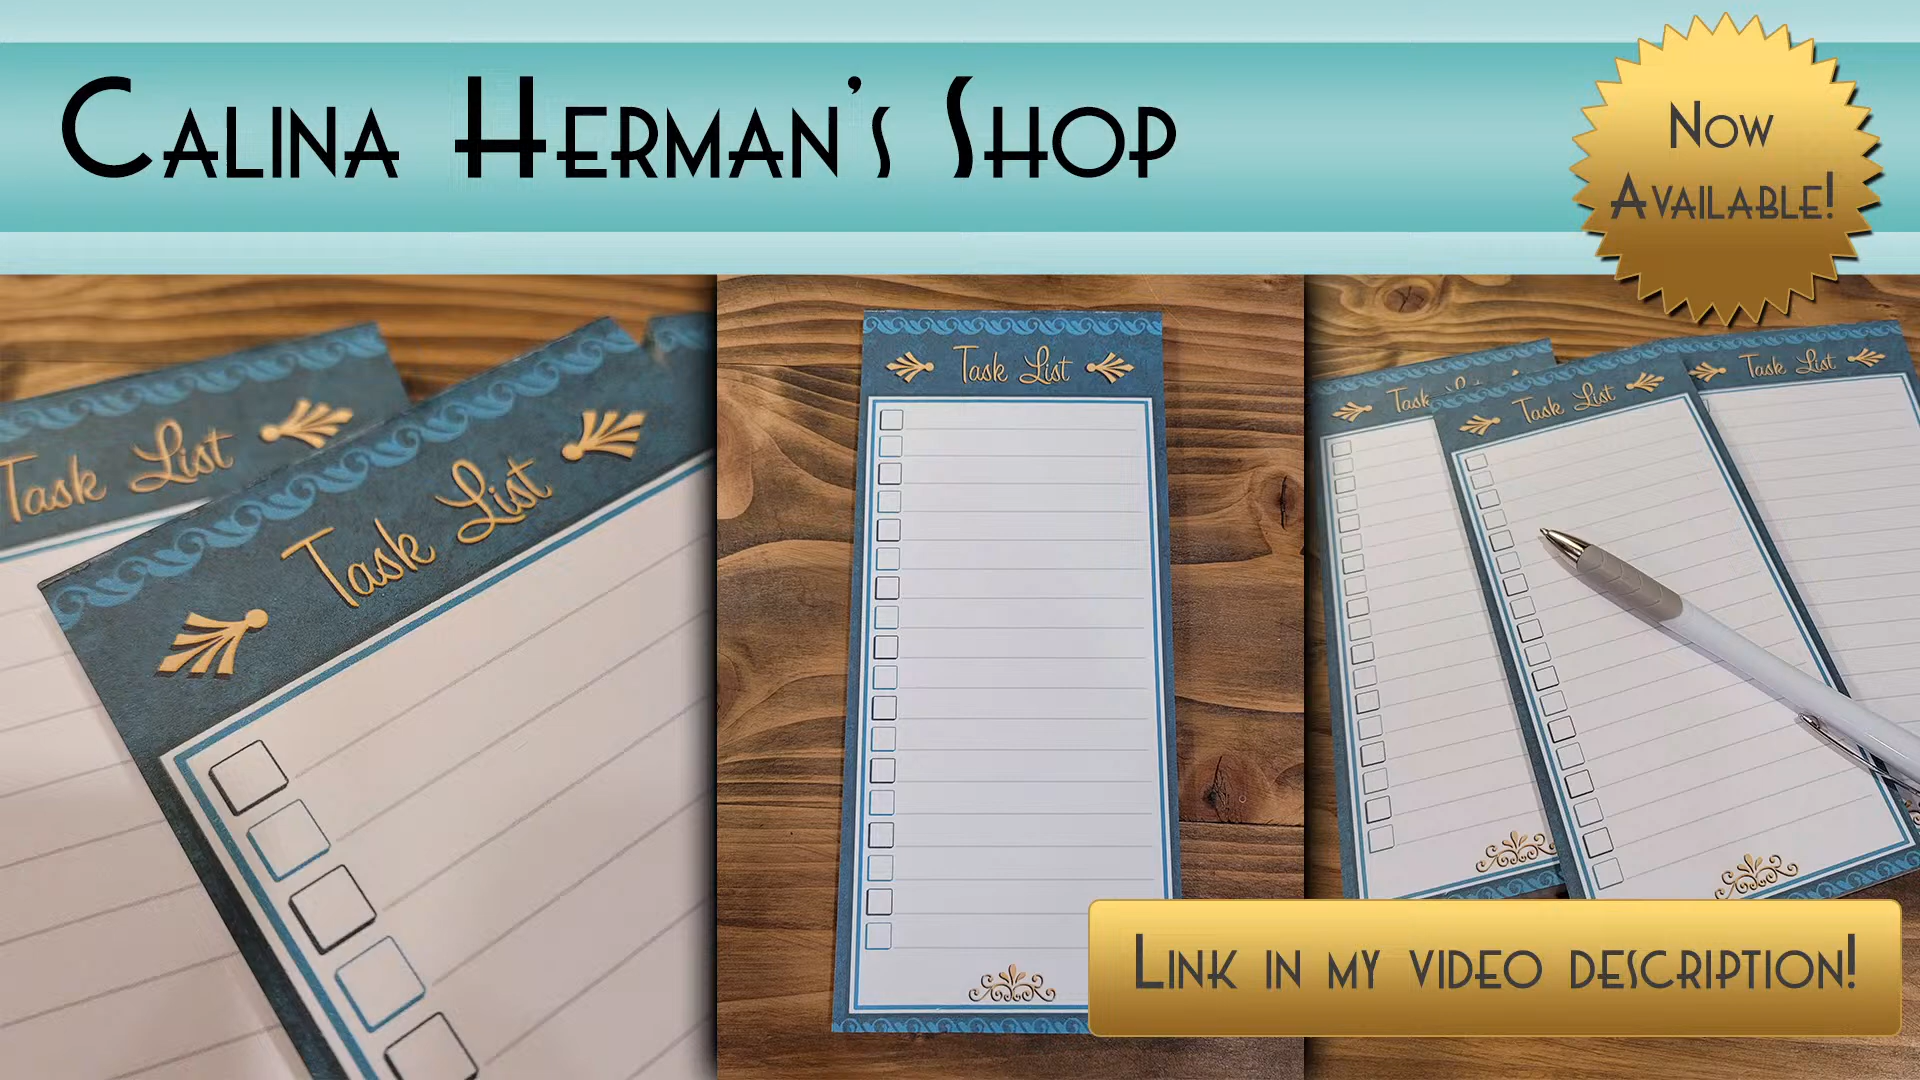 Calina Herman's Shop
Now
Available!
Task List
Task List
Task List
Task
Task List
Task List
Link in my video description!